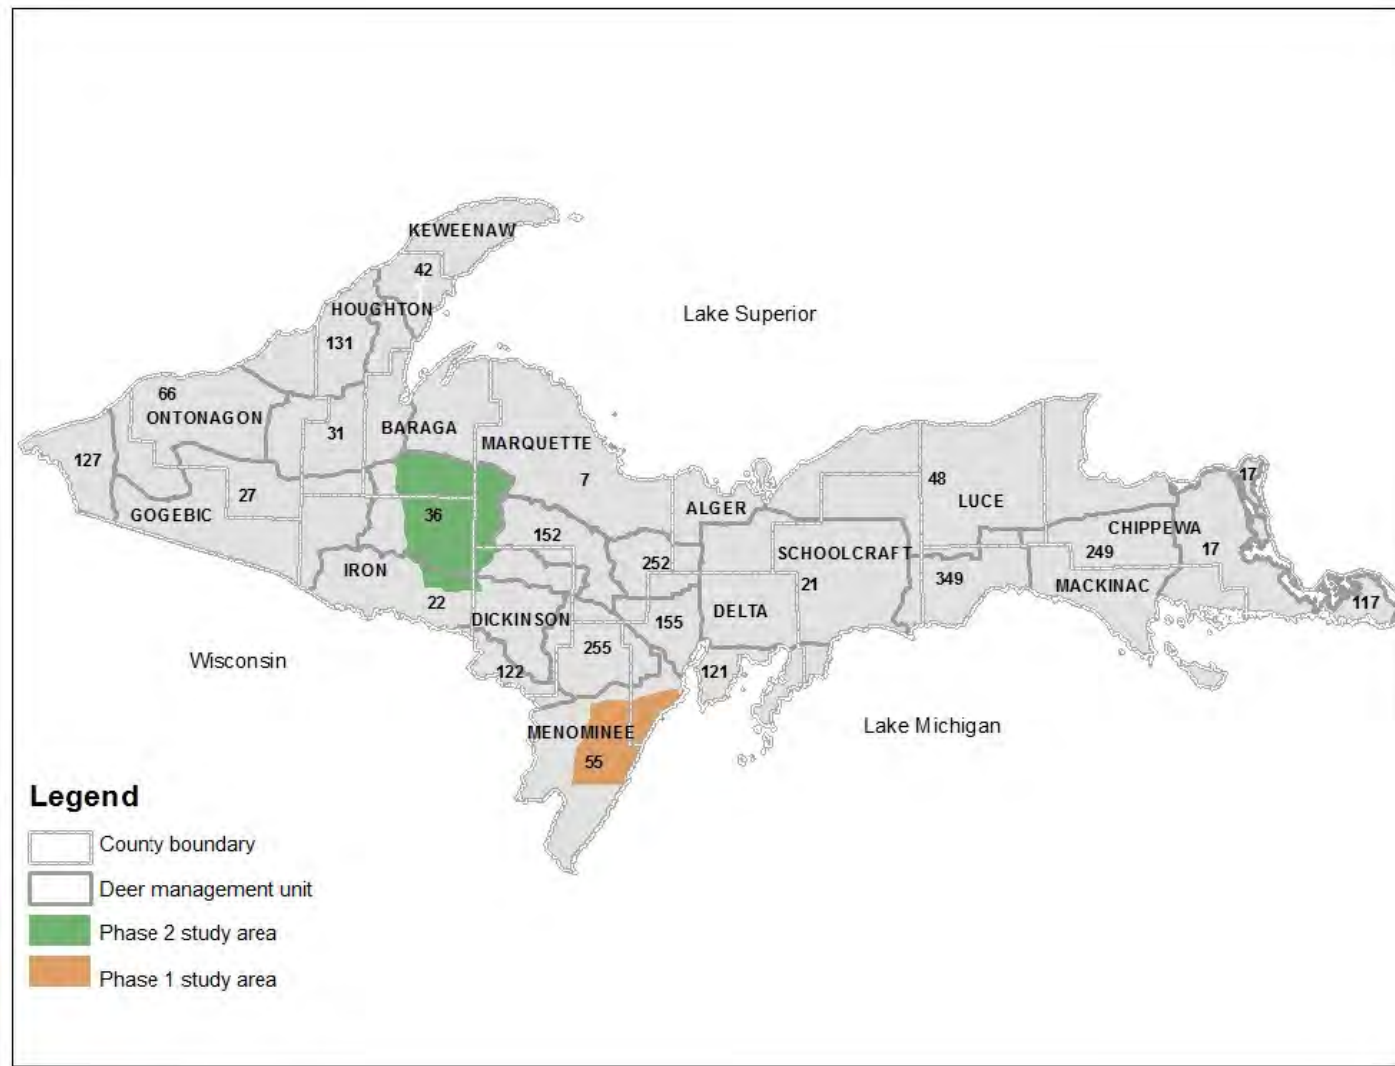 KEWEENAW
42
HOUGHTON
Lake Superior
131
66
ONTONAGON
31
BARAGA
MARQUETTE
127
27
7
48
17
GOGEBIC
36
ALGER
LUCE
CHIPPEWA
152
SCHOOLCRAFT
249
17
IRON
252
349
MACKINAC
22
21
117
DICKINSON
155
DELTA
Wisconsin
255
122
121
MENOMINEE
Lake Michigan
55
Legend
County boundary
Deer management unit
Phase 2 study area
Phase 1 study area